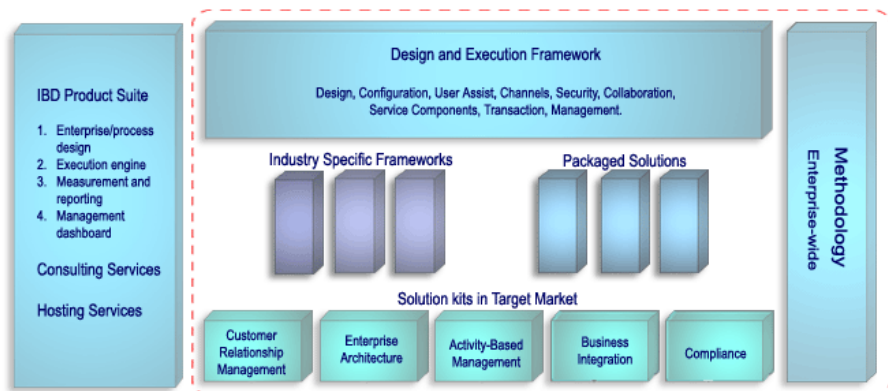 IBD Product Suite
1. Enterprise/process
design
2. Execution engine
3. Measurement and
reporting
4. Management
dashboard
Consulting Services
Hosting Services
Design and Execution Framework
Design, Configuration, User Assist, Channels, Security, Collaboration,
Service Components, Transaction, Management.
Industry Specific Frameworks
Packaged Solutions
Solution kits in Target Market
Customer
Relationship
Management
Enterprise
Architecture
Activity-Based
Management
Business
Integration
Compliance
Methodology
Enterprise-wide